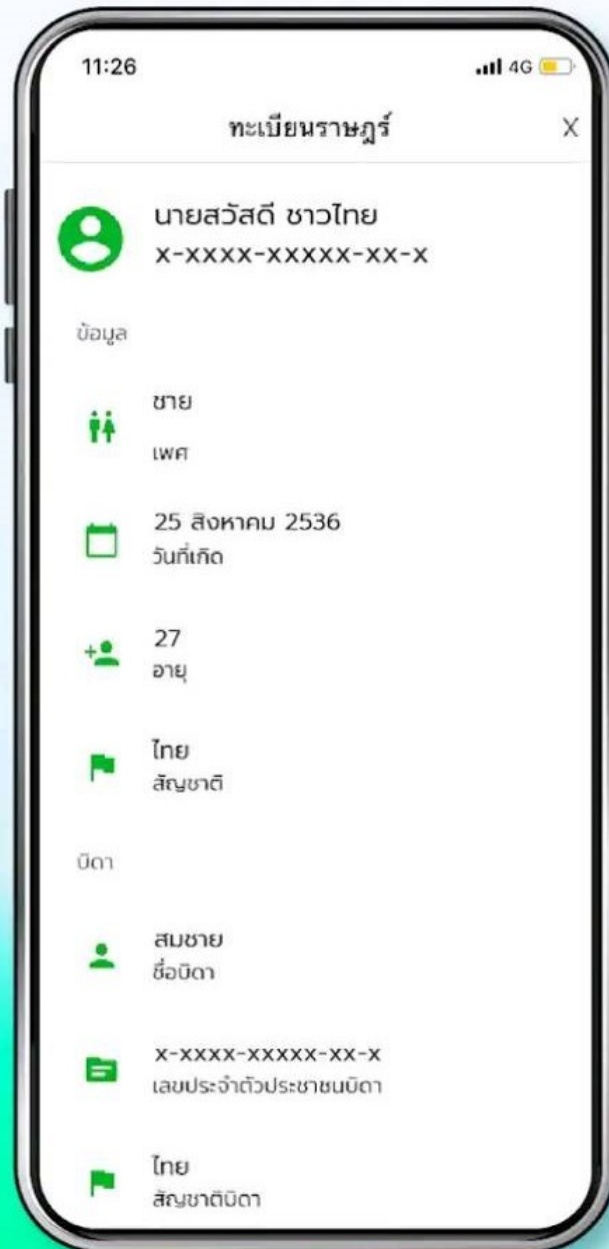 11:26
4G
ทะเบียนราษฎร์
X
นายสวัสดี ชาวไทย
x-xxxx-xxxxx-xx-x
ข้อมูล
ชาย
เพศ
25 สิงหาคม 2536
วันที่เกิด
27
อายุ
ไทย
สัญชาติ
บิดา
สมชาย
ชื่อบิดา
x-xxxx-xxxxx-xx-x
เลขประจำตัวประชาชนบิดา
ไทย
สัญชาติบิดา